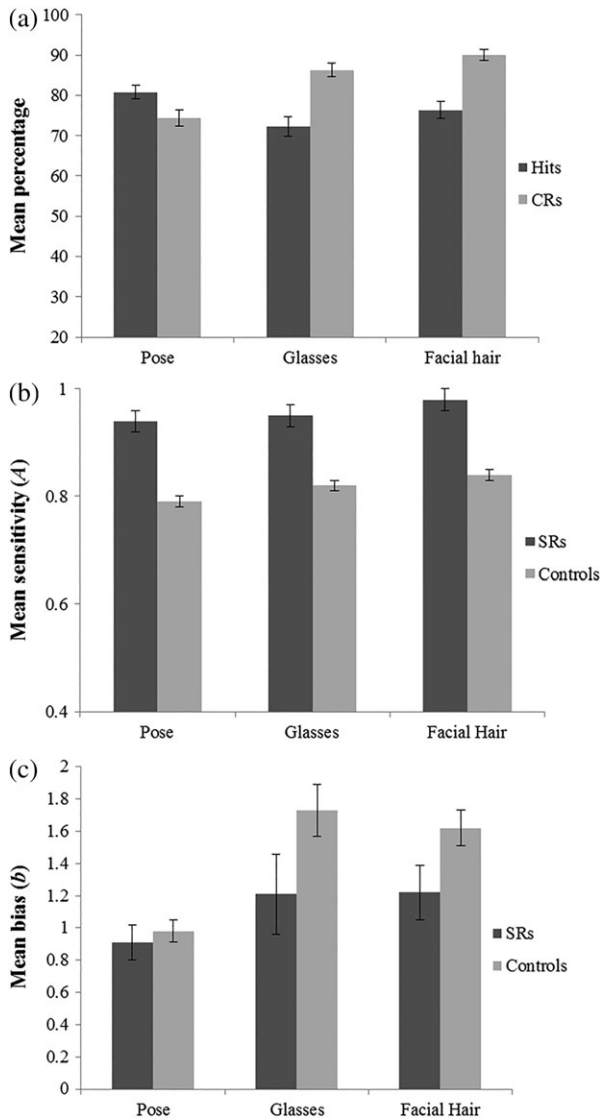 (a)
100
90
80
70
60
50
40
30
20
Mean percentage
Hits
CRs
Pose Glasses Facial hair
(b)
1
0.8
0.6
0.4
Mean sensitivity (A)
SRs
Controls
Pose Glasses Facial Hair
(c)
2
1.8
1.6
1.4
1.2
1
0.8
0.6
0.4
0.2
0
Mean bias (b)
SRs
Controls
Pose Glasses Facial Hair